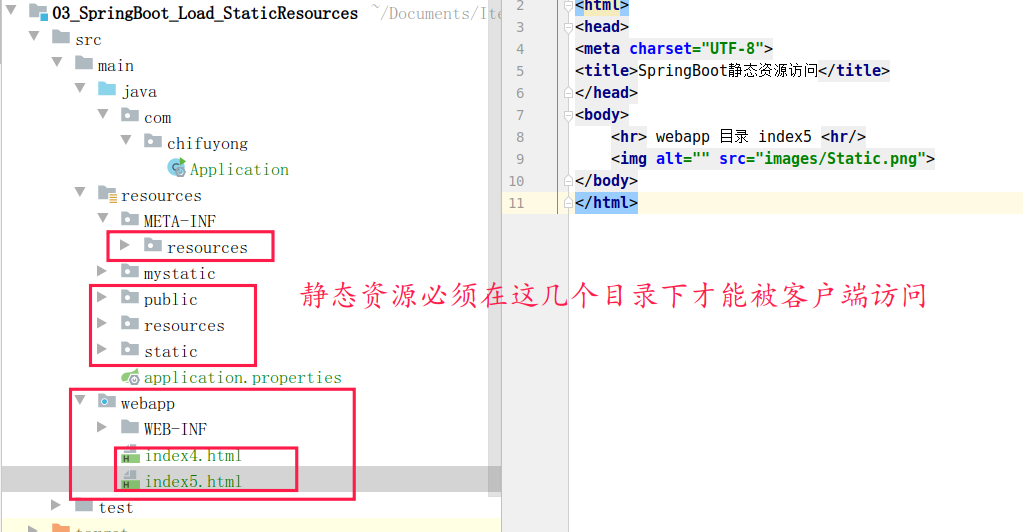 03_SpringBoot_Load_StaticResources ~/Documents/Ite
src
main
java
com
chifuyong
Application
resources
META-INF
resources
mystatic
public
resources
static
application.properties
webapp
WEB-INF
index4.html
index5.html
test
target
静态资源必须在这几个目录下才能被客户端访问
2 <html>
3 <head>
4 <meta charset="UTF-8">
5 <title>SpringBoot静态资源访问</title>
6 </head>
7 <body>
8 <hr> webapp 目录 index5 <hr/>
9 <img alt="" src="images/Static.png">
10 </body>
11 </html>